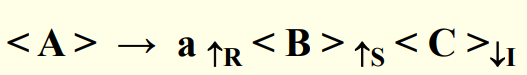 < A > → a ↑R < B > ↑S < C >↓I